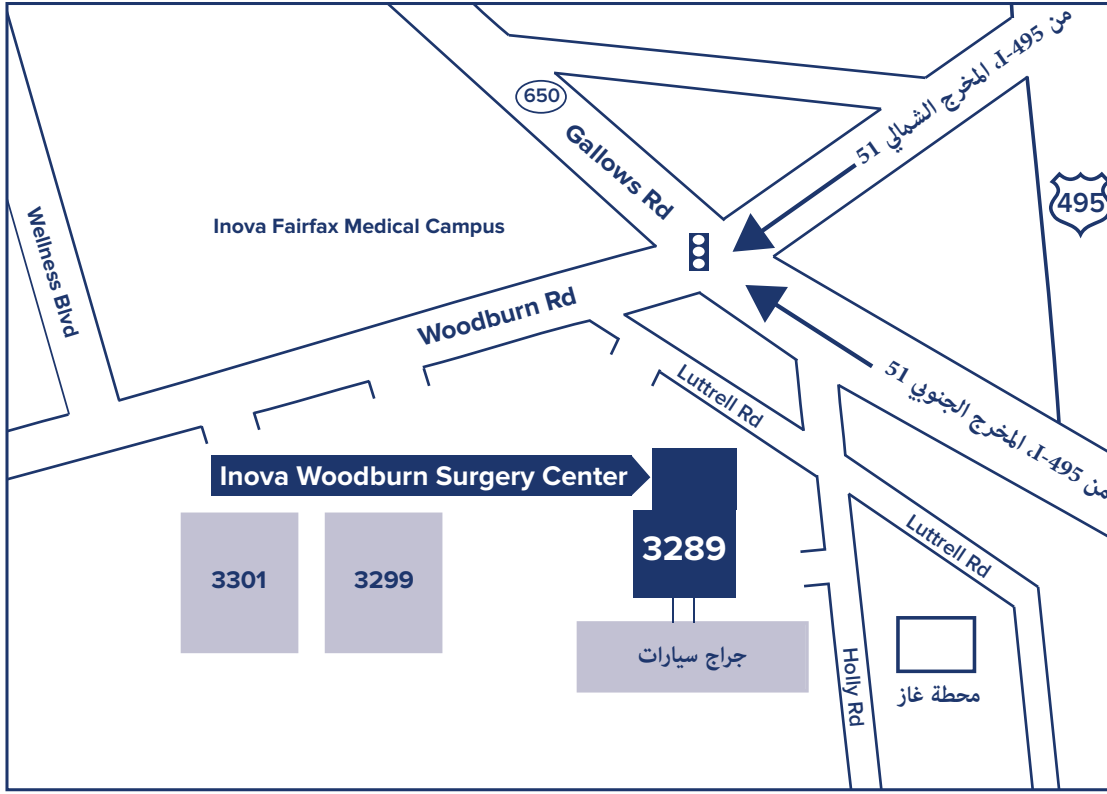 من I-495، المخرج الشمالي 51
650
Gallows Rd
495
Wellness Blvd
Inova Fairfax Medical Campus
Woodburn Rd
من I-495، المخرج الجنوبي 51
Luttrell Rd
Inova Woodburn Surgery Center
3289
3301
3299
Luttrell Rd
جراج سيارات
Holly Rd
محطة غاز